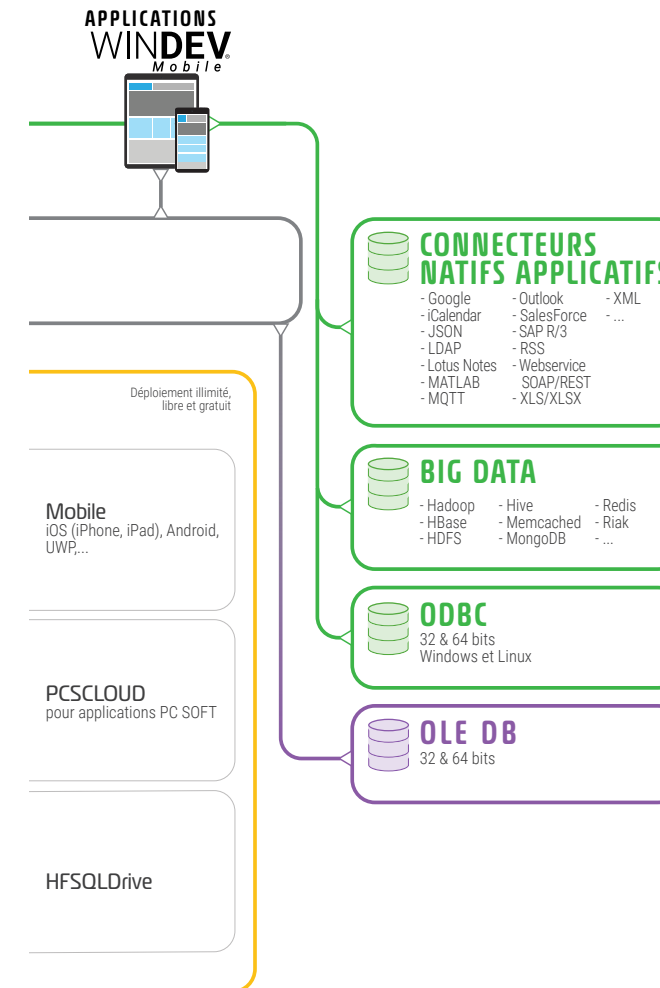 APPLICATIONS
WINDEV
Mobile
CONNECTEURS
NATIFS APPLICATIFS
- Google
- iCalendar
- JSON
- LDAP
- Lotus Notes
- MATLAB
- MQTT
- Outlook
- SalesForce
- SAP R/3
- RSS
- Webservice
SOAP/REST
- XLS/XLSX
- XML
- ...
Déploiement illimité,
libre et gratuit
BIG DATA
- Hadoop
- HBase
- HDFS
- Hive
- Memcached
- MongoDB
- Redis
- Riak
- ...
Mobile
iOS (iPhone, iPad), Android,
UWP,...
ODBC
32 & 64 bits
Windows et Linux
PCSCLOUD
pour applications PC SOFT
OLE DB
32 & 64 bits
HFSQLDrive